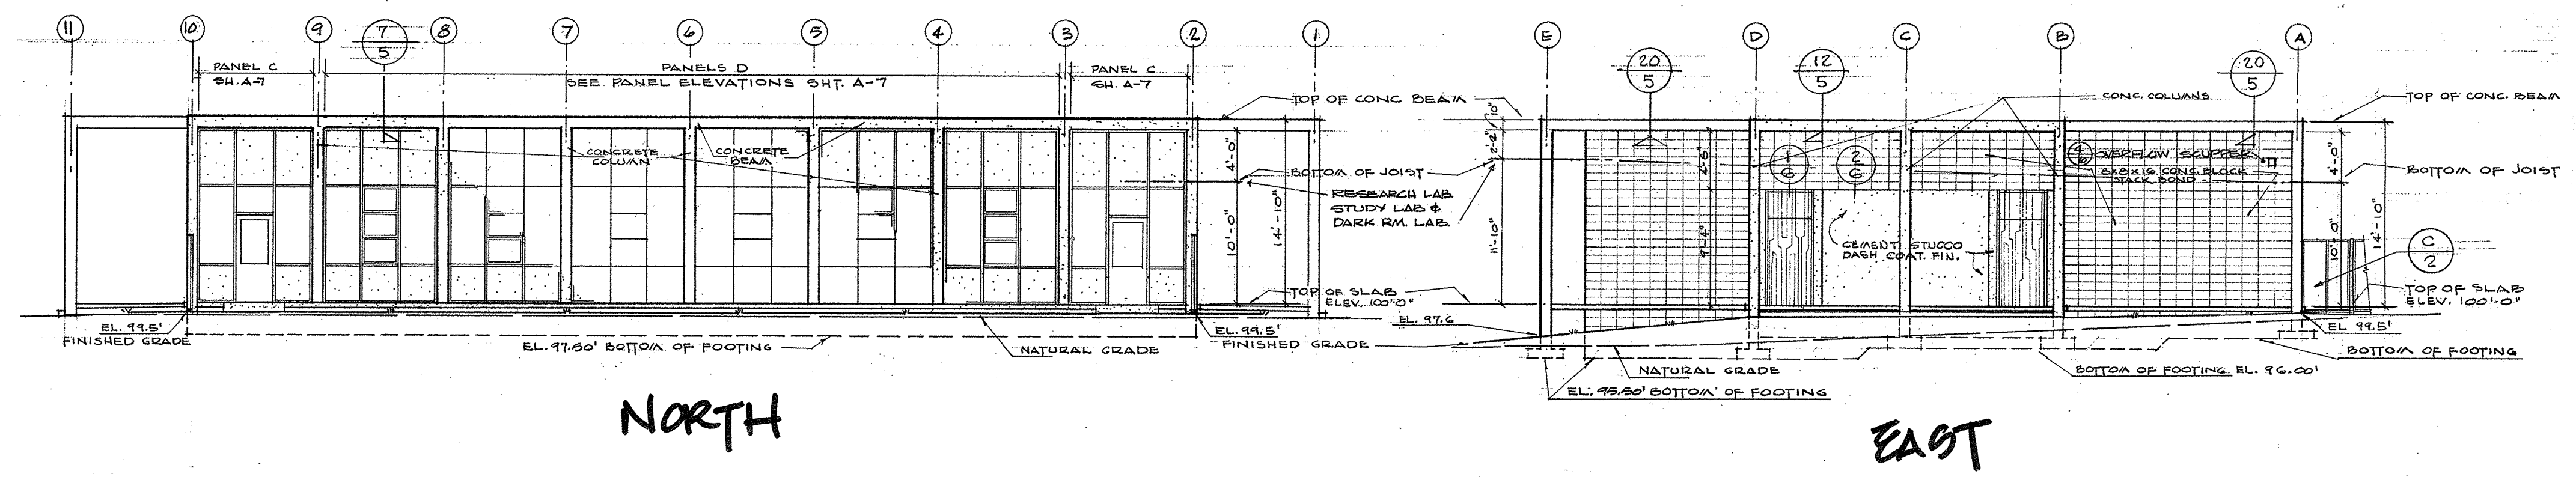 11 10 9 7/5 8 7 6 5 4 3 2 1
PANEL C
SH. A-7
PANELS D
SEE PANEL ELEVATIONS SHT. A-7
PANEL C
SH. A-7
CONCRETE
COLUMN
CONCRETE
BEAM
TOP OF CONC BEAM
4'-0"
10'-0"
14'-10"
BOTTOM OF JOIST
RESEARCH LAB
STUDY LAB &
DARK RM. LAB.
TOP OF SLAB
ELEV. 100'-0"
EL. 99.5'
FINISHED GRADE
EL. 97.50' BOTTOM OF FOOTING
NATURAL GRADE
EL. 99.5'
FINISHED GRADE
NORTH
E D C B A
20/5
12/5
20/5
CONC. COLUMNS
TOP OF CONC. BEAM
2'-2"
11'-10"
1/6
2/6
4/6
OVERFLOW SCUPPER
8x8x16 CONC. BLOCK
STACK BOND
4'-0"
BOTTOM OF JOIST
9'-4"
CEMENT STUCCO
DASH COAT. FIN.
10'-0"
14'-10"
C/2
TOP OF SLAB
ELEV. 100'-0"
EL. 97.6
EL 99.5'
NATURAL GRADE
BOTTOM OF FOOTING
BOTTOM OF FOOTING EL. 96.00'
EL. 95.50' BOTTOM OF FOOTING
EAST